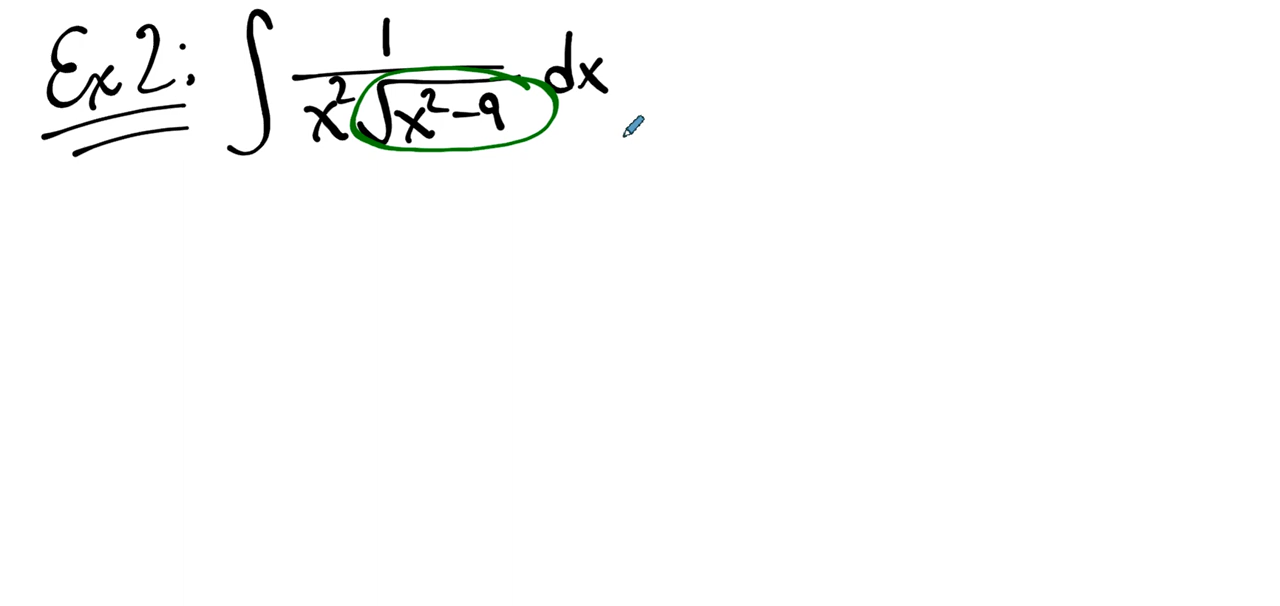 Ex 2: ∫ 1/(x²√(x²-9)) dx